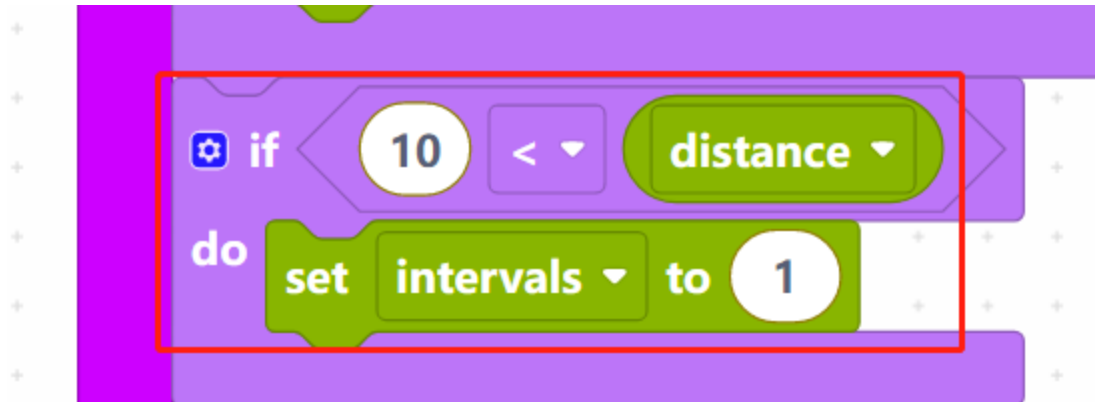 if 10 < distance
do
set intervals to 1